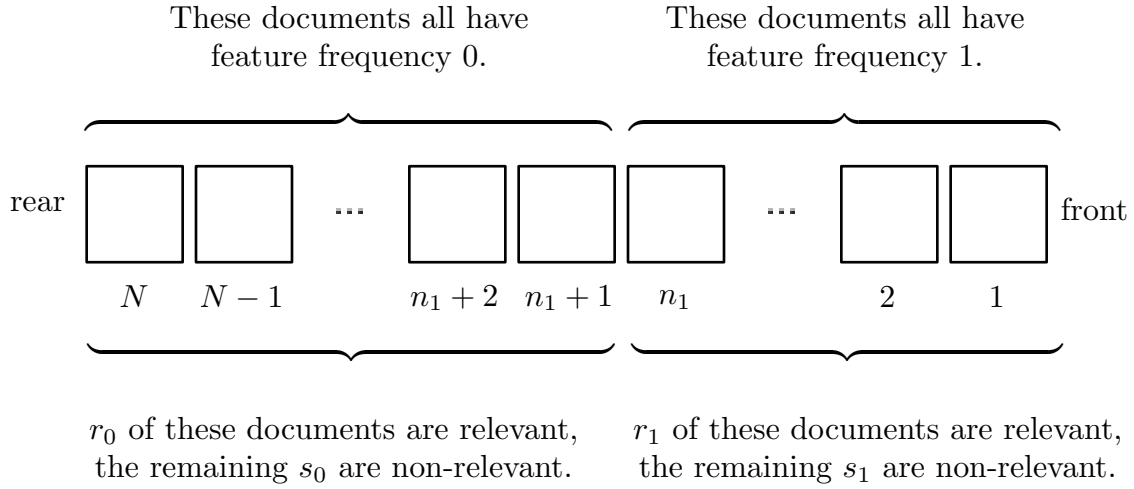 These documents all have
feature frequency 0.
These documents all have
feature frequency 1.
rear
...
...
front
N
N − 1
n₁ + 2
n₁ + 1
n₁
2
1
r₀ of these documents are relevant,
the remaining s₀ are non-relevant.
r₁ of these documents are relevant,
the remaining s₁ are non-relevant.